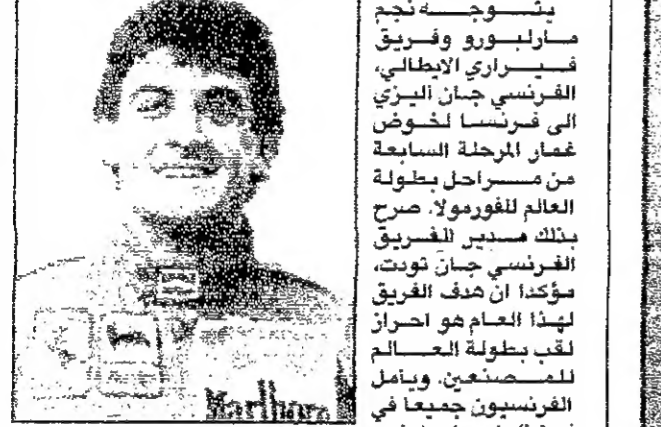 يتـوجـه نجم
مارلبورو وفريق
فيراري الايطالي،
الفرنسي جان اليزي
الى فرنسا لخوض
غمار المرحلة السابعة
من مراحل بطولة
العالم للفورمولا. صرح
بذلك مدير الفريق
الفرنسي جان تودت،
مؤكدا ان هدف الفريق
لهذا العام هو احراز
لقب بطولة العالم
للمصنعين. ويأمل
الفرنسيون جميعا في
Marlboro